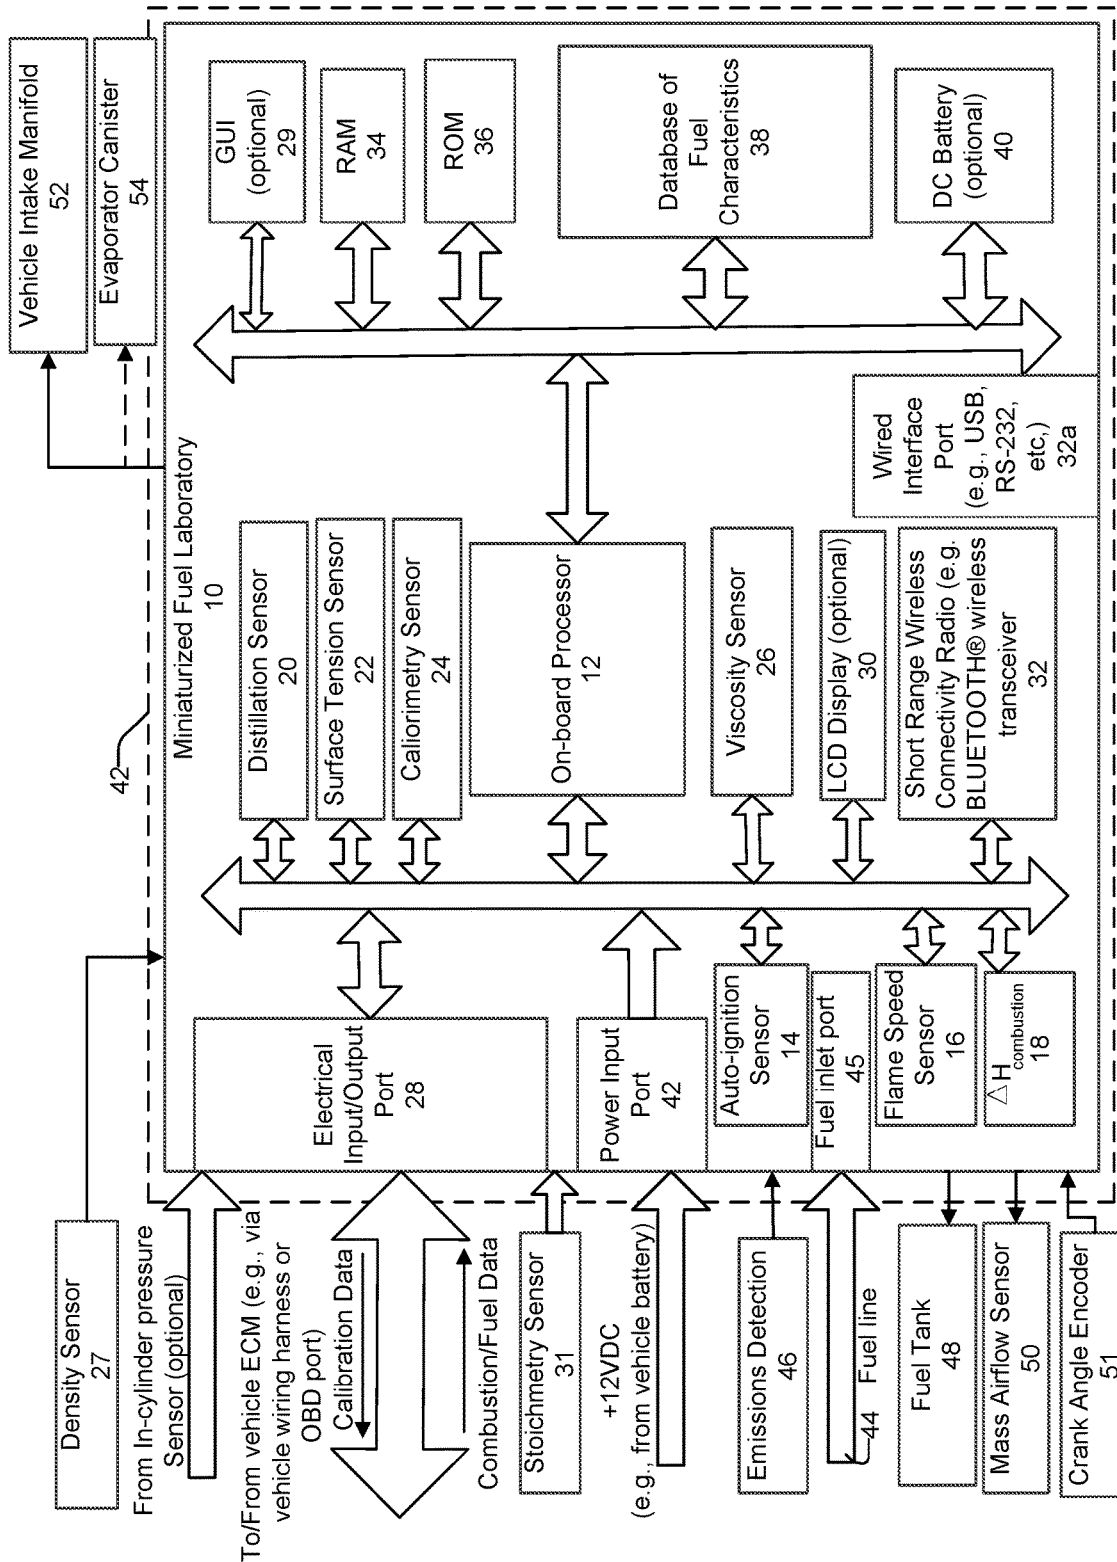 Vehicle Intake Manifold
52
Evaporator Canister
54
42
Miniaturized Fuel Laboratory
10
GUI
(optional)
29
RAM
34
ROM
36
Database of
Fuel
Characteristics
38
DC Battery
(optional)
40
Wired
Interface
Port
(e.g., USB,
RS-232,
etc,)
32a
Distillation Sensor
20
Surface Tension Sensor
22
Caliorimetry Sensor
24
On-board Processor
12
Viscosity Sensor
26
LCD Display (optional)
30
Short Range Wireless
Connectivity Radio (e.g.
BLUETOOTH® wireless
transceiver
32
Electrical
Input/Output
Port
28
Power Input
Port
42
Auto-ignition
Sensor
14
Fuel inlet port
45
Flame Speed
Sensor
16
△Hcombustion
18
Density Sensor
27
From In-cylinder pressure
Sensor (optional)
To/From vehicle ECM (e.g., via
vehicle wiring harness or
OBD port)
Calibration Data
Combustion/Fuel Data
Stoichmetry Sensor
31
+12VDC
(e.g., from vehicle battery)
Emissions Detection
46
44 Fuel line
Fuel Tank
48
Mass Airflow Sensor
50
Crank Angle Encoder
51